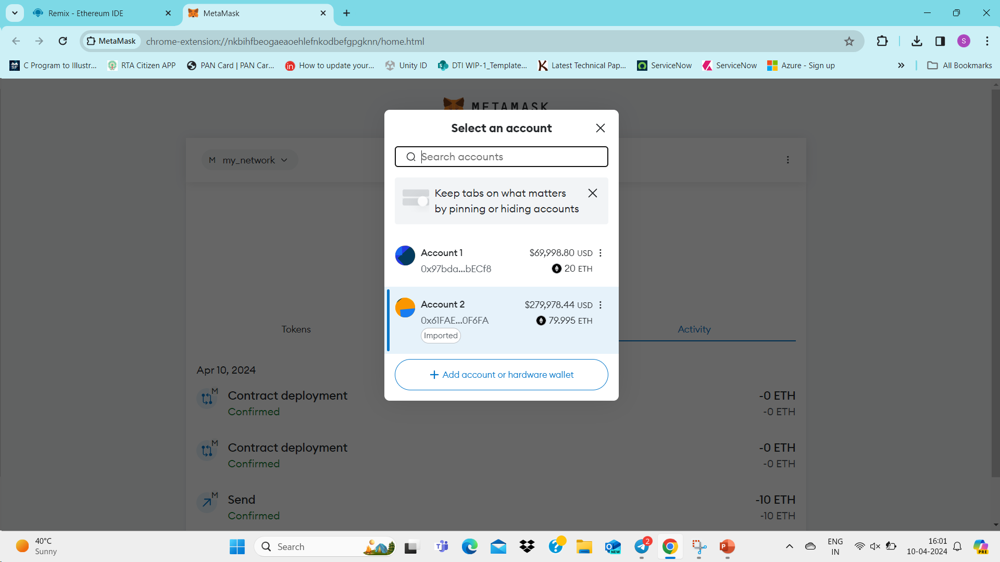 Remix - Ethereum IDE
MetaMask
MetaMask
chrome-extension://nkbihfbeogaeaoehlefnkodbefgpgknn/home.html
S
C Program to Illustr...
RTA Citizen APP
PAN Card | PAN Car...
How to update your...
Unity ID
DTI WIP-1_Template...
Latest Technical Pap...
ServiceNow
ServiceNow
Azure - Sign up
All Bookmarks
METAMASK
M my_network
Select an account
Search accounts
Keep tabs on what matters
by pinning or hiding accounts
Account 1
$69,998.80 USD
0x97bda...bECf8
20 ETH
Account 2
$279,978.44 USD
0x61FAE...0F6FA
79.995 ETH
Imported
Add account or hardware wallet
Tokens
Activity
Apr 10, 2024
M
Contract deployment
-0 ETH
Confirmed
-0 ETH
M
Contract deployment
-0 ETH
Confirmed
-0 ETH
M
Send
-10 ETH
Confirmed
-10 ETH
40°C
Sunny
Search
NEW
2
ENG
IN
16:01
10-04-2024
PRE